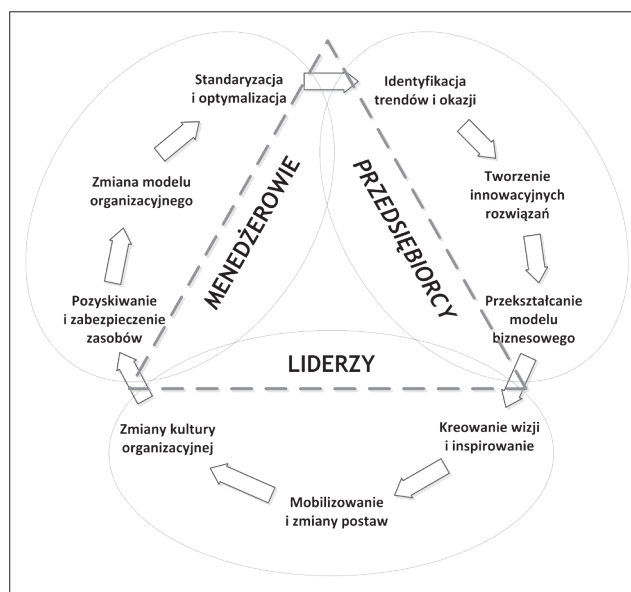 Standaryzacja
i optymalizacja
Identyfikacja
trendów i okazji
Tworzenie
innowacyjnych
rozwiązań
Przekształcanie
modelu
biznesowego
Kreowanie wizji
i inspirowanie
Mobilizowanie
i zmiany postaw
Zmiany kultury
organizacyjnej
Pozyskiwanie
i zabezpieczenie
zasobów
Zmiana modelu
organizacyjnego
MENEDŻEROWIE
PRZEDSIĘBIORCY
LIDERZY